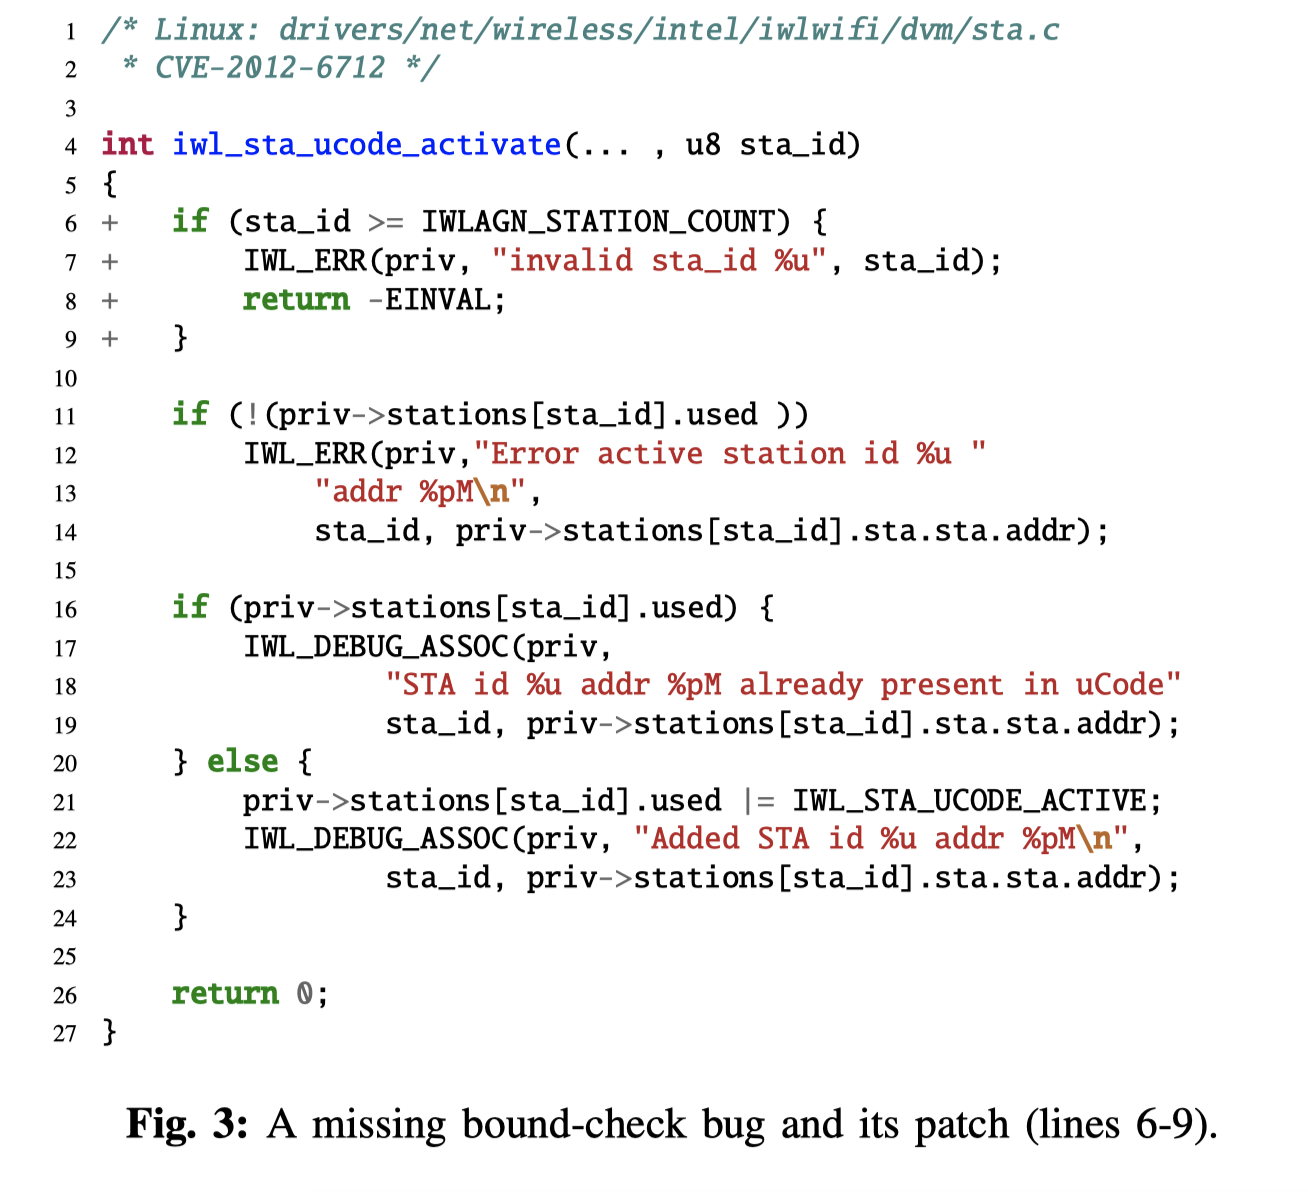 1 /* Linux: drivers/net/wireless/intel/iwlwifi/dvm/sta.c
2  * CVE-2012-6712 */
3
4 int iwl_sta_ucode_activate(... , u8 sta_id)
5 {
6 +   if (sta_id >= IWLAGN_STATION_COUNT) {
7 +       IWL_ERR(priv, "invalid sta_id %u", sta_id);
8 +       return -EINVAL;
9 +   }
10
11     if (!(priv->stations[sta_id].used ))
12         IWL_ERR(priv,"Error active station id %u "
13             "addr %pM\n",
14             sta_id, priv->stations[sta_id].sta.sta.addr);
15
16     if (priv->stations[sta_id].used) {
17         IWL_DEBUG_ASSOC(priv,
18                 "STA id %u addr %pM already present in uCode"
19                 sta_id, priv->stations[sta_id].sta.sta.addr);
20     } else {
21         priv->stations[sta_id].used |= IWL_STA_UCODE_ACTIVE;
22         IWL_DEBUG_ASSOC(priv, "Added STA id %u addr %pM\n",
23                 sta_id, priv->stations[sta_id].sta.sta.addr);
24     }
25
26     return 0;
27 }
Fig. 3: A missing bound-check bug and its patch (lines 6-9).